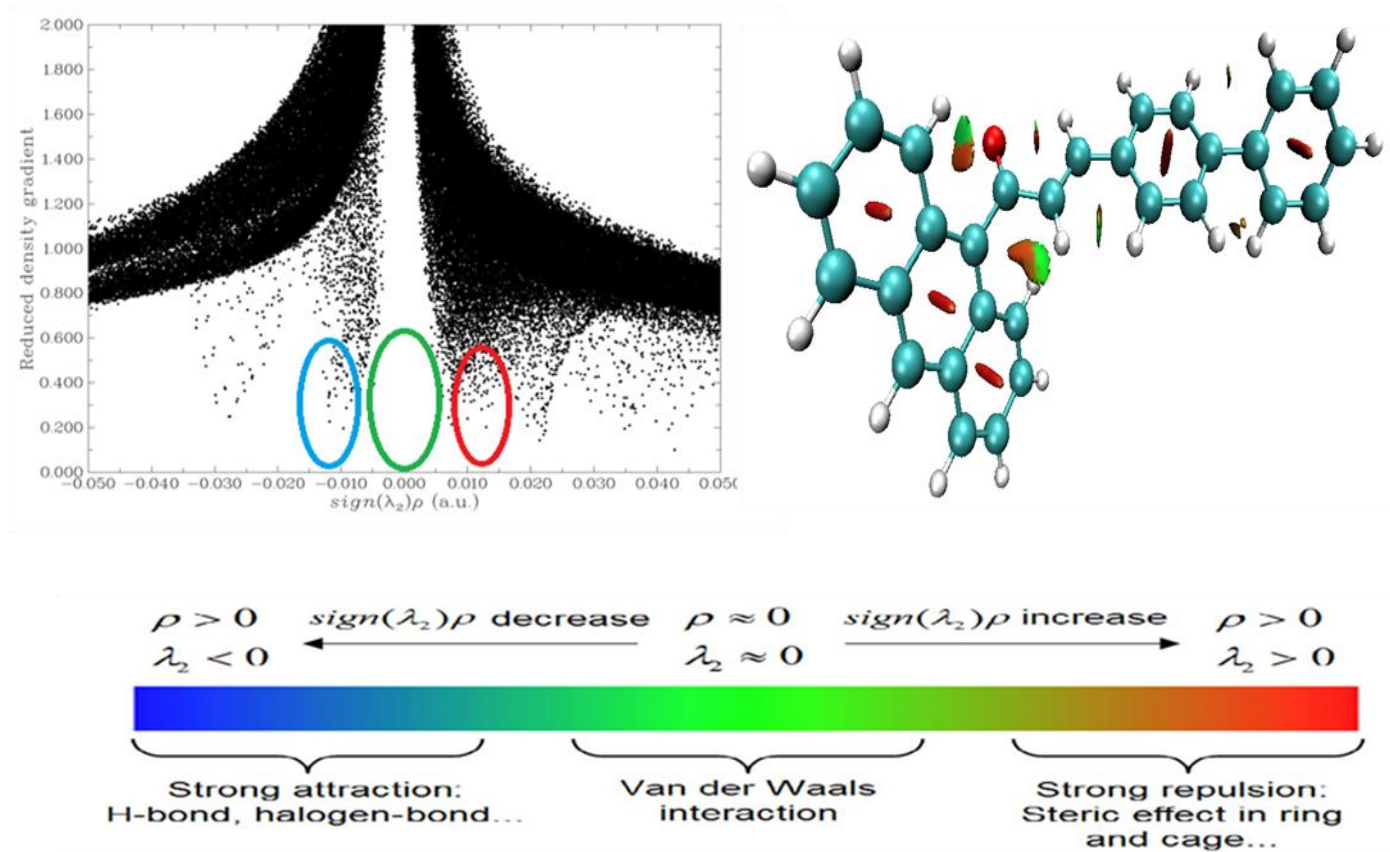 2.000
1.800
1.600
1.400
1.200
1.000
0.800
0.600
0.400
0.200
0.000
Reduced density gradient
−0.050 −0.040 −0.030 −0.020 −0.010 0.000 0.010 0.020 0.030 0.040 0.050
sign(λ₂)ρ (a.u.)
ρ > 0 sign(λ₂)ρ decrease ρ ≈ 0 sign(λ₂)ρ increase ρ > 0
λ₂ < 0 λ₂ ≈ 0 λ₂ > 0
Strong attraction: Van der Waals Strong repulsion:
H-bond, halogen-bond... interaction Steric effect in ring
and cage...